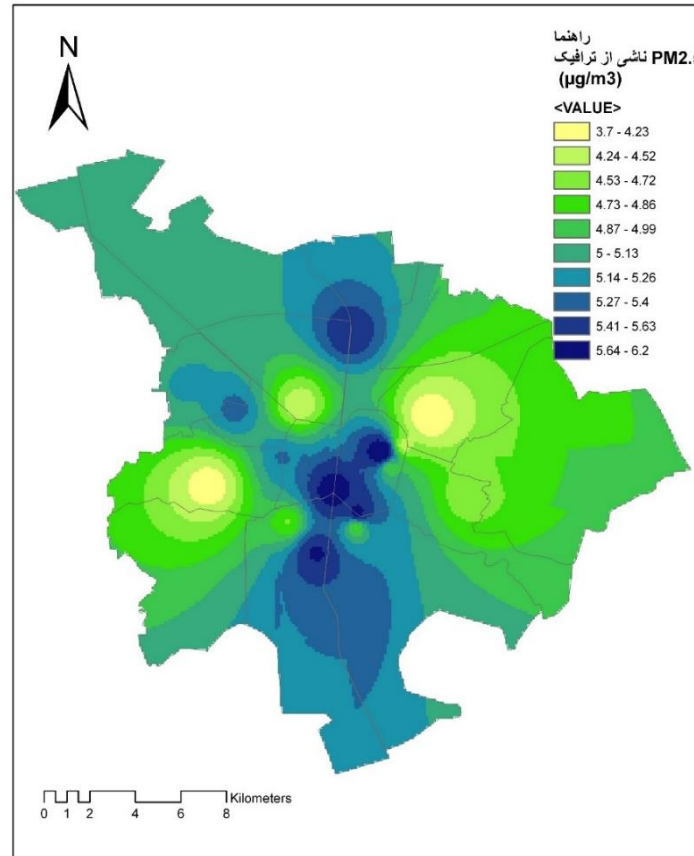 N
راهنما
PM2.5 ناشی از ترافیک
(µg/m3)
<VALUE>
3.7 - 4.23
4.24 - 4.52
4.53 - 4.72
4.73 - 4.86
4.87 - 4.99
5 - 5.13
5.14 - 5.26
5.27 - 5.4
5.41 - 5.63
5.64 - 6.2
Kilometers
0 1 2 4 6 8